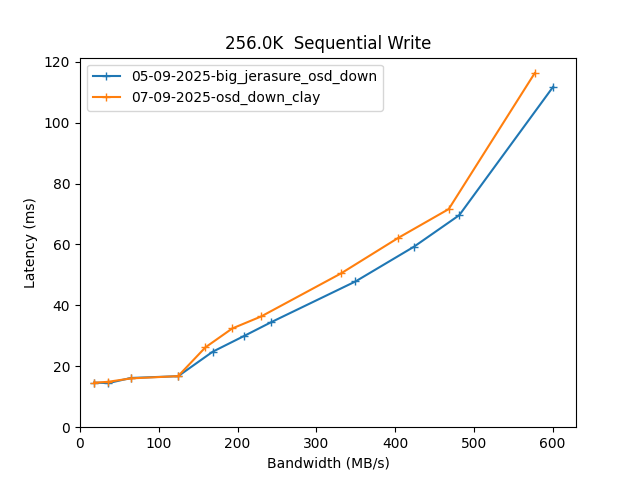 256.0K  Sequential Write
05-09-2025-big_jerasure_osd_down
07-09-2025-osd_down_clay
Latency (ms)
120
100
80
60
40
20
0
0 100 200 300 400 500 600
Bandwidth (MB/s)